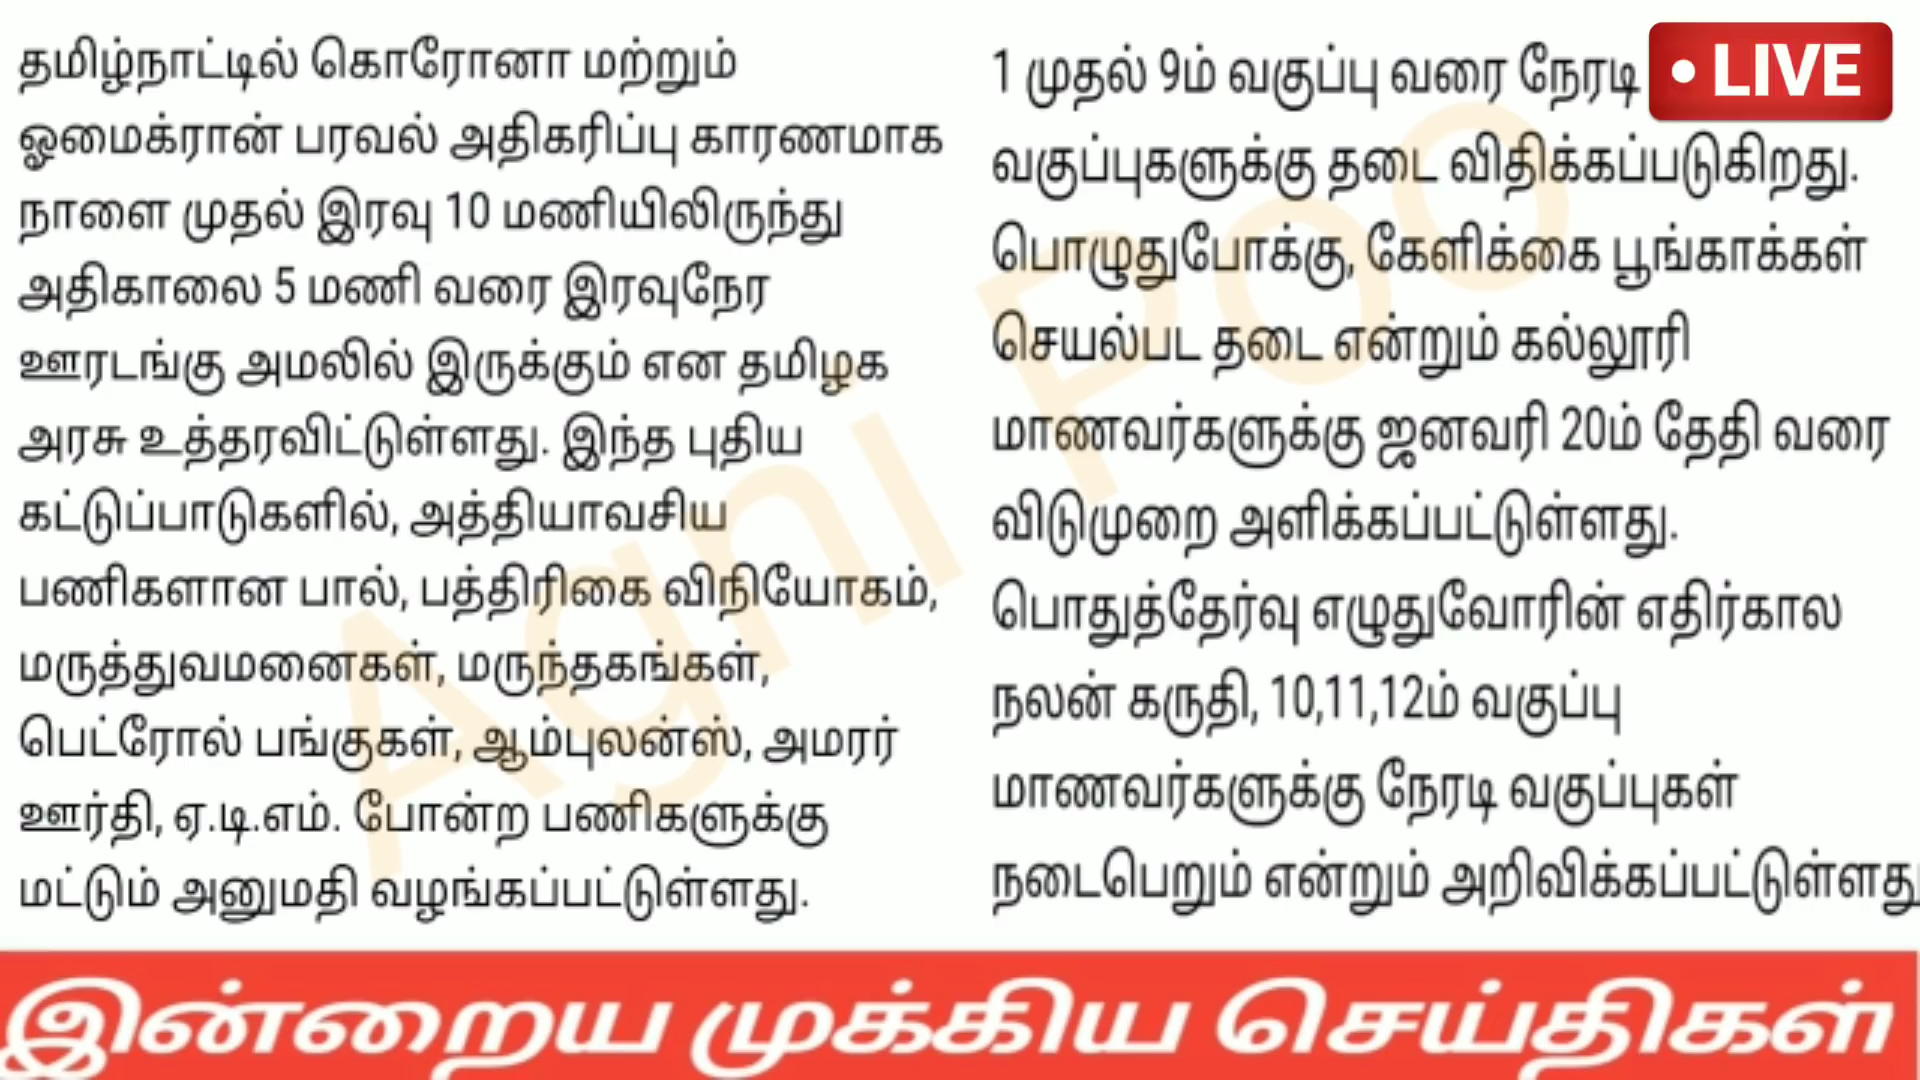 தமிழ்நாட்டில் கொரோனா மற்றும்
ஓமைக்ரான் பரவல் அதிகரிப்பு காரணமாக
நாளை முதல் இரவு 10 மணியிலிருந்து
அதிகாலை 5 மணி வரை இரவுநேர
ஊரடங்கு அமலில் இருக்கும் என தமிழக
அரசு உத்தரவிட்டுள்ளது. இந்த புதிய
கட்டுப்பாடுகளில், அத்தியாவசிய
பணிகளான பால், பத்திரிகை விநியோகம்,
மருத்துவமனைகள், மருந்தகங்கள்,
பெட்ரோல் பங்குகள், ஆம்புலன்ஸ், அமரர்
ஊர்தி, ஏ.டி.எம். போன்ற பணிகளுக்கு
மட்டும் அனுமதி வழங்கப்பட்டுள்ளது.
1 முதல் 9ம் வகுப்பு வரை நேரடி
வகுப்புகளுக்கு தடை விதிக்கப்படுகிறது.
பொழுதுபோக்கு, கேளிக்கை பூங்காக்கள்
செயல்பட தடை என்றும் கல்லூரி
மாணவர்களுக்கு ஜனவரி 20ம் தேதி வரை
விடுமுறை அளிக்கப்பட்டுள்ளது.
பொதுத்தேர்வு எழுதுவோரின் எதிர்கால
நலன் கருதி, 10,11,12ம் வகுப்பு
மாணவர்களுக்கு நேரடி வகுப்புகள்
நடைபெறும் என்றும் அறிவிக்கப்பட்டுள்ளது
• LIVE
Agni Poo
இன்றைய முக்கிய செய்திகள்